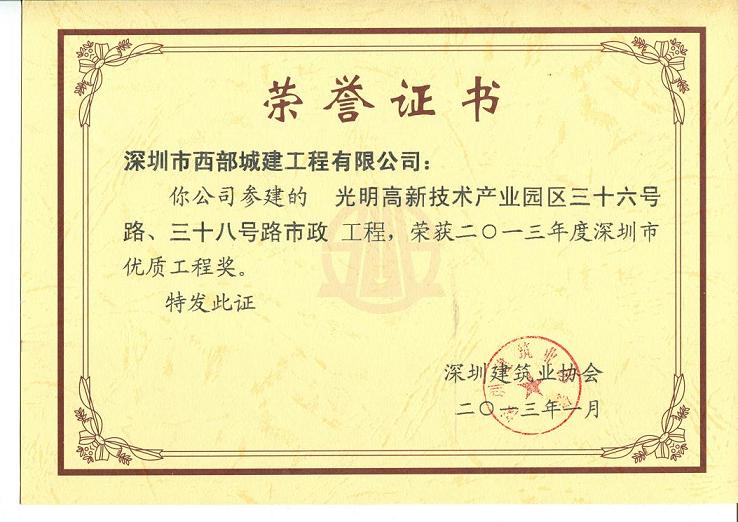 荣誉证书
深圳市西部城建工程有限公司：
你公司参建的 光明高新技术产业园区三十六号
路、三十八号路市政 工程，荣获二〇一三年度深圳市
优质工程奖。
特发此证
深圳建筑业协会
二〇一三年一月